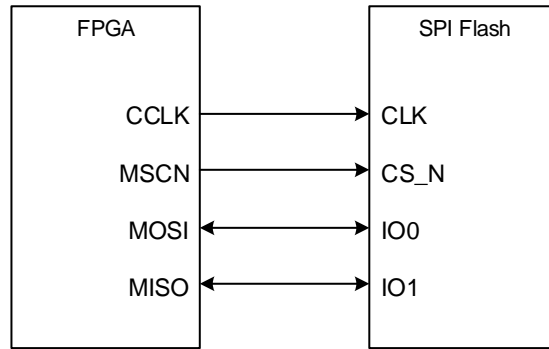 FPGA
SPI Flash
CCLK
CLK
MSCN
CS_N
MOSI
IO0
MISO
IO1